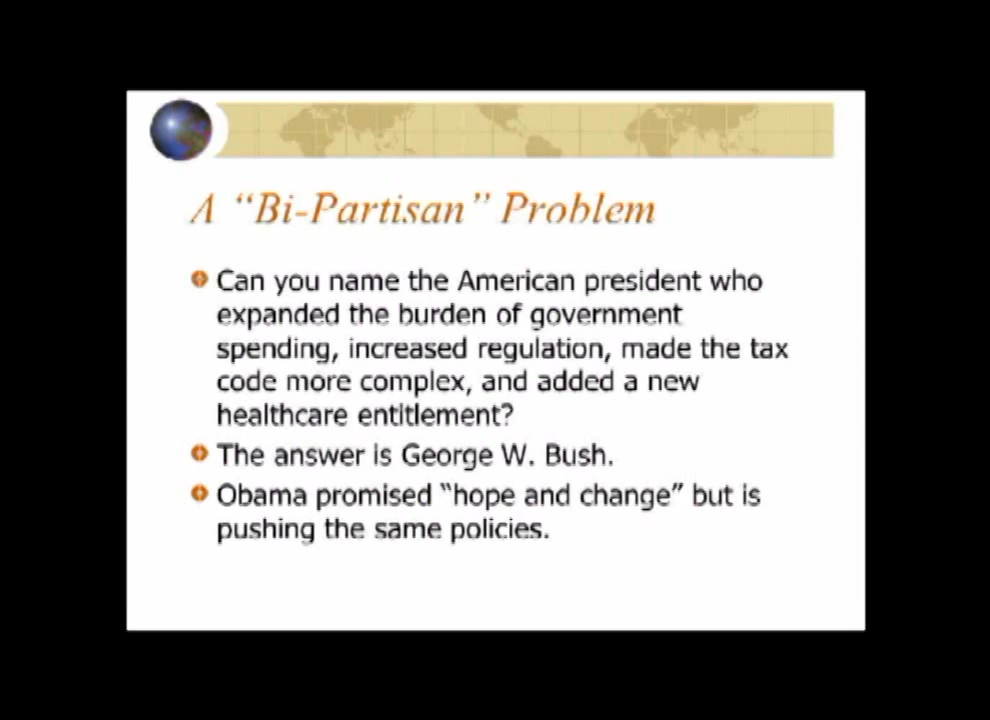 A “Bi-Partisan” Problem
Can you name the American president who
expanded the burden of government
spending, increased regulation, made the tax
code more complex, and added a new
healthcare entitlement?
The answer is George W. Bush.
Obama promised “hope and change” but is
pushing the same policies.